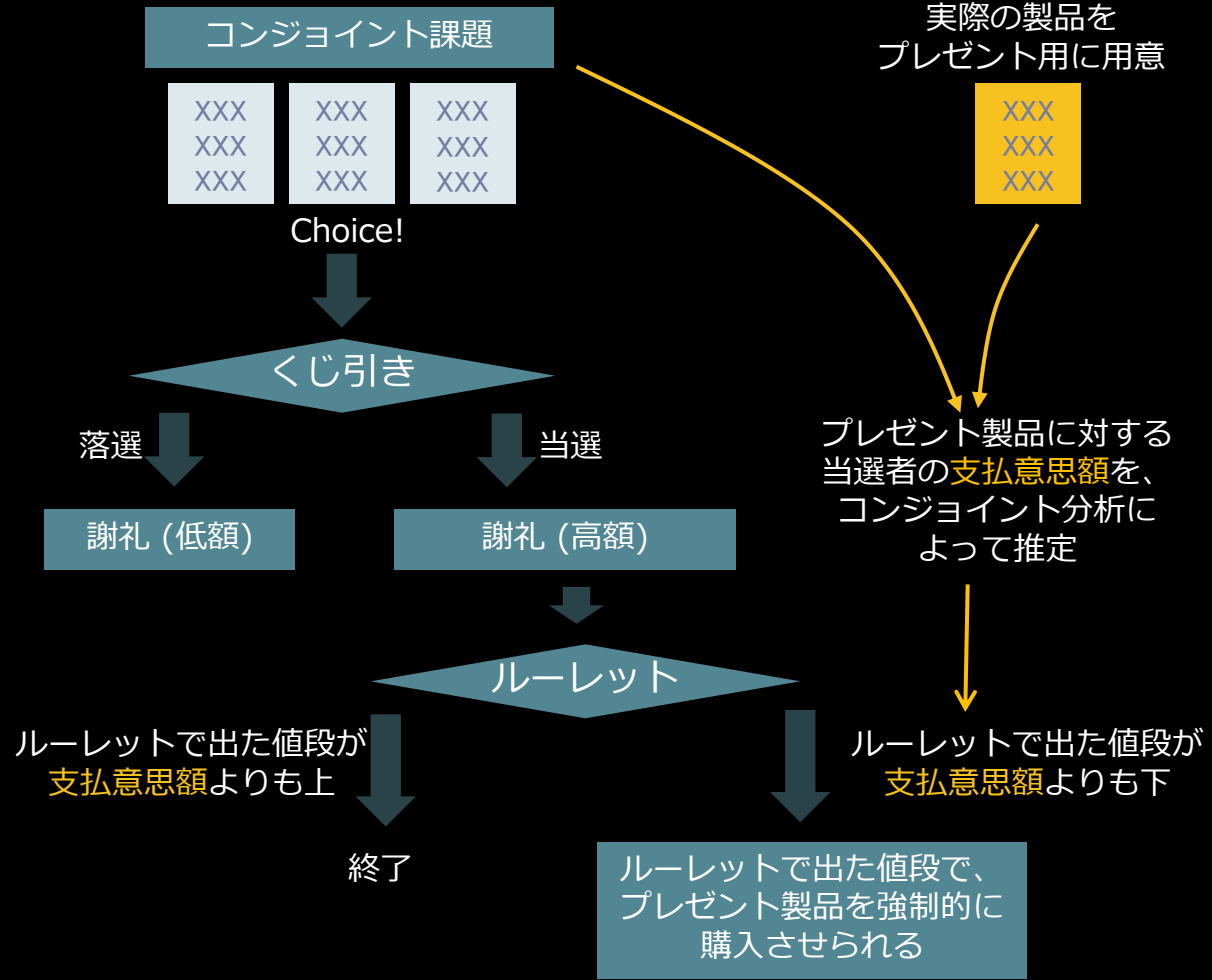 コンジョイント課題
実際の製品を
プレゼント用に用意
XXX
XXX
XXX
XXX
XXX
XXX
XXX
XXX
XXX
XXX
XXX
XXX
Choice!
くじ引き
落選
当選
プレゼント製品に対する
当選者の支払意思額を、
コンジョイント分析に
よって推定
謝礼 (低額)
謝礼 (高額)
ルーレット
ルーレットで出た値段が
支払意思額よりも上
ルーレットで出た値段が
支払意思額よりも下
終了
ルーレットで出た値段で、
プレゼント製品を強制的に
購入させられる